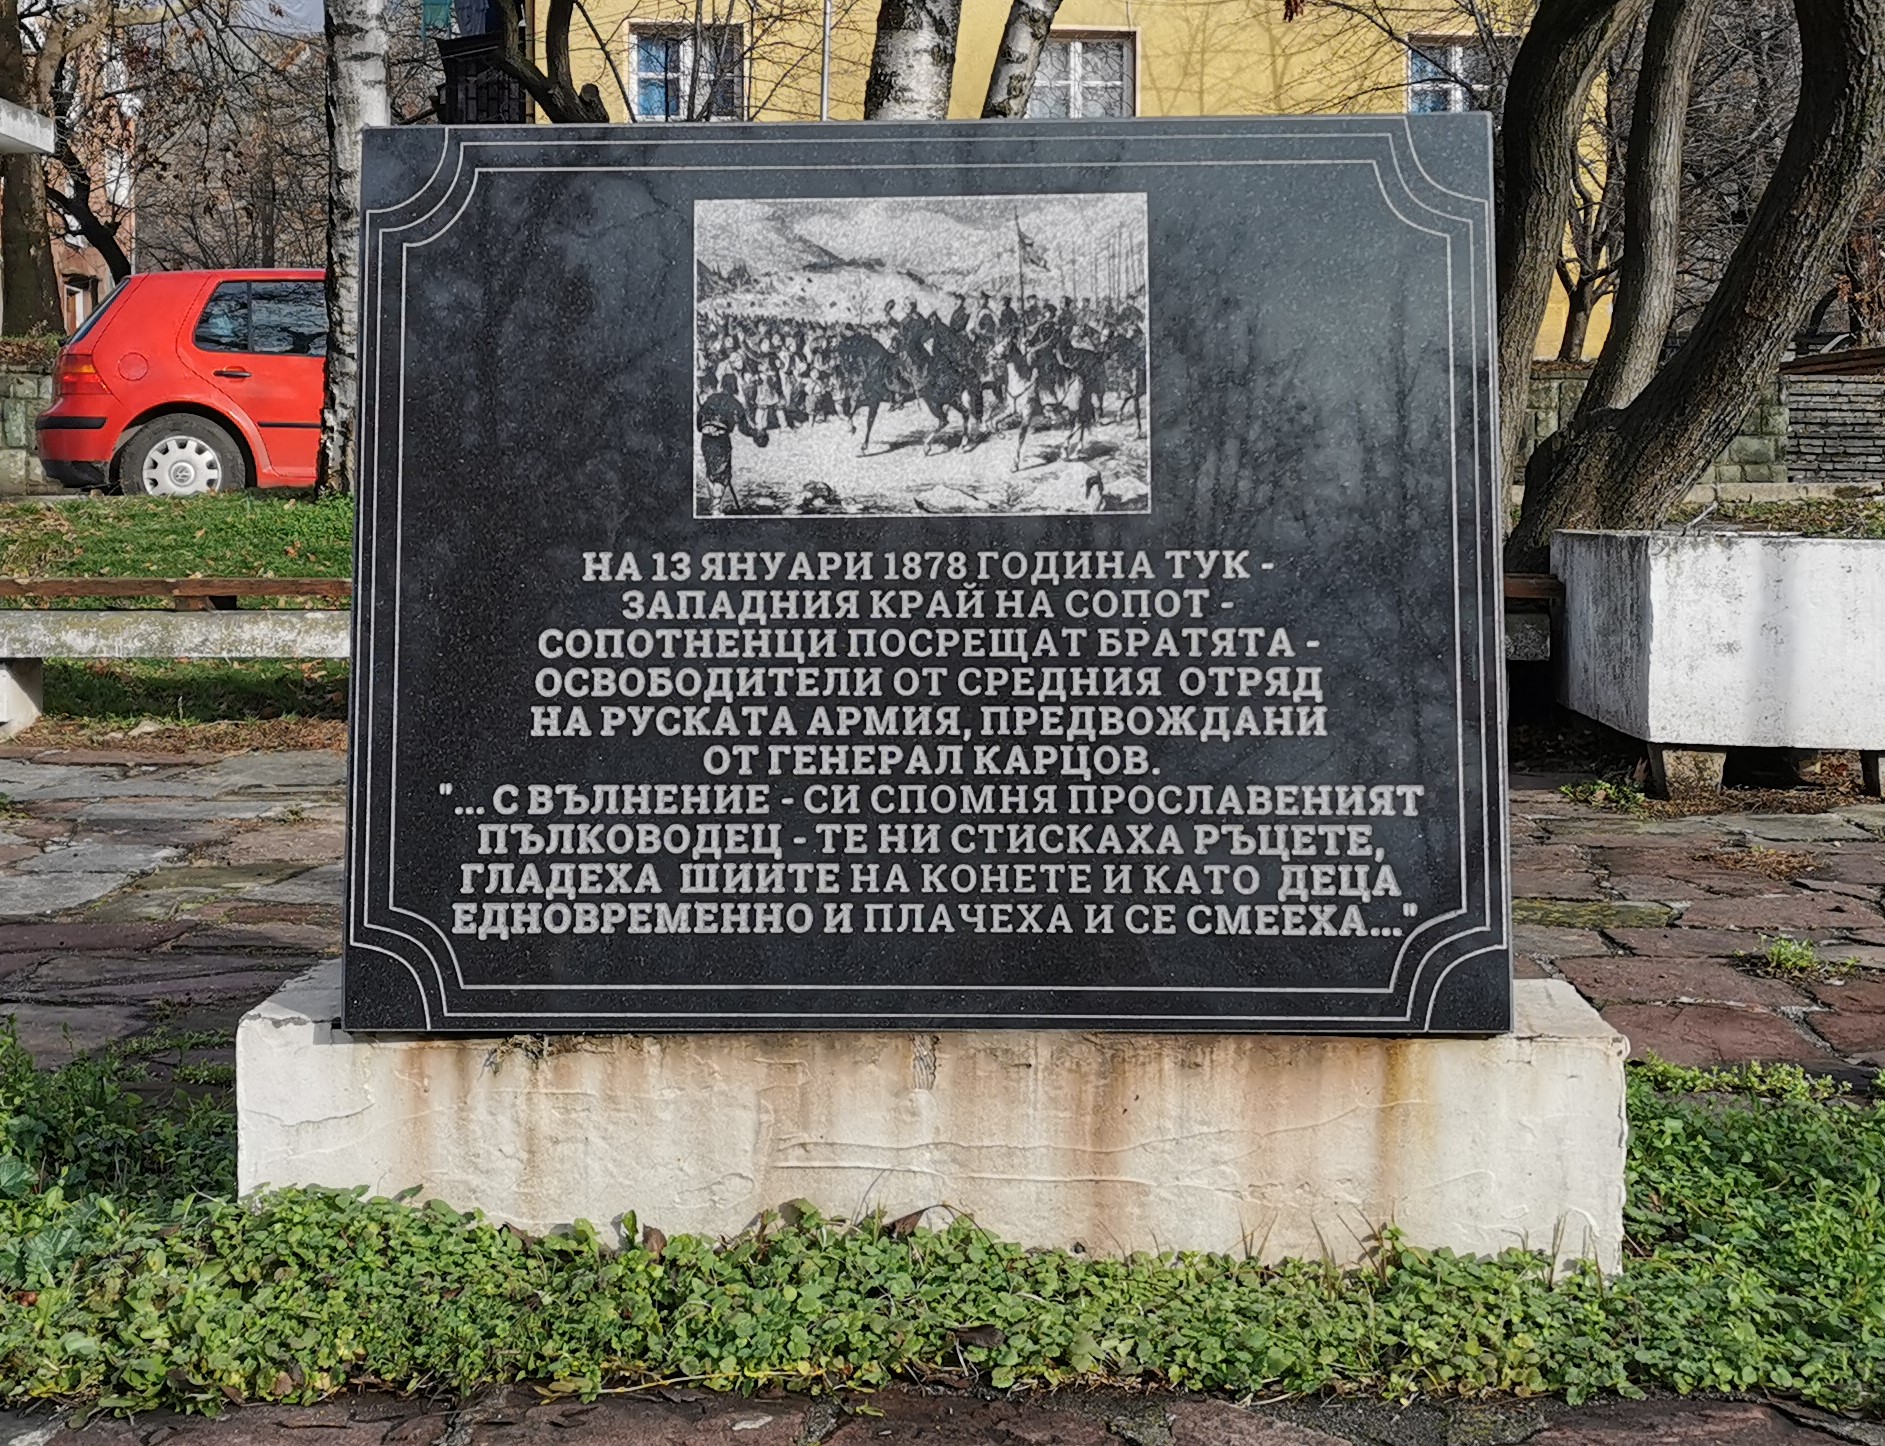 НА 13 ЯНУАРИ 1878 ГОДИНА ТУК -
ЗАПАДНИЯ КРАЙ НА СОПОТ -
СОПОТНЕНЦИ ПОСРЕЩАТ БРАТЯТА -
ОСВОБОДИТЕЛИ ОТ СРЕДНИЯ ОТРЯД
НА РУСКАТА АРМИЯ, ПРЕДВОЖДАНИ
ОТ ГЕНЕРАЛ КАРЦОВ.
"... С ВЪЛНЕНИЕ - СИ СПОМНЯ ПРОСЛАВЕНИЯТ
ПЪЛКОВОДЕЦ - ТЕ НИ СТИСКАХА РЪЦЕТЕ,
ГЛАДЕХА ШИИТЕ НА КОНЕТЕ И КАТО ДЕЦА
ЕДНОВРЕМЕННО И ПЛАЧЕХА И СЕ СМЕЕХА..."